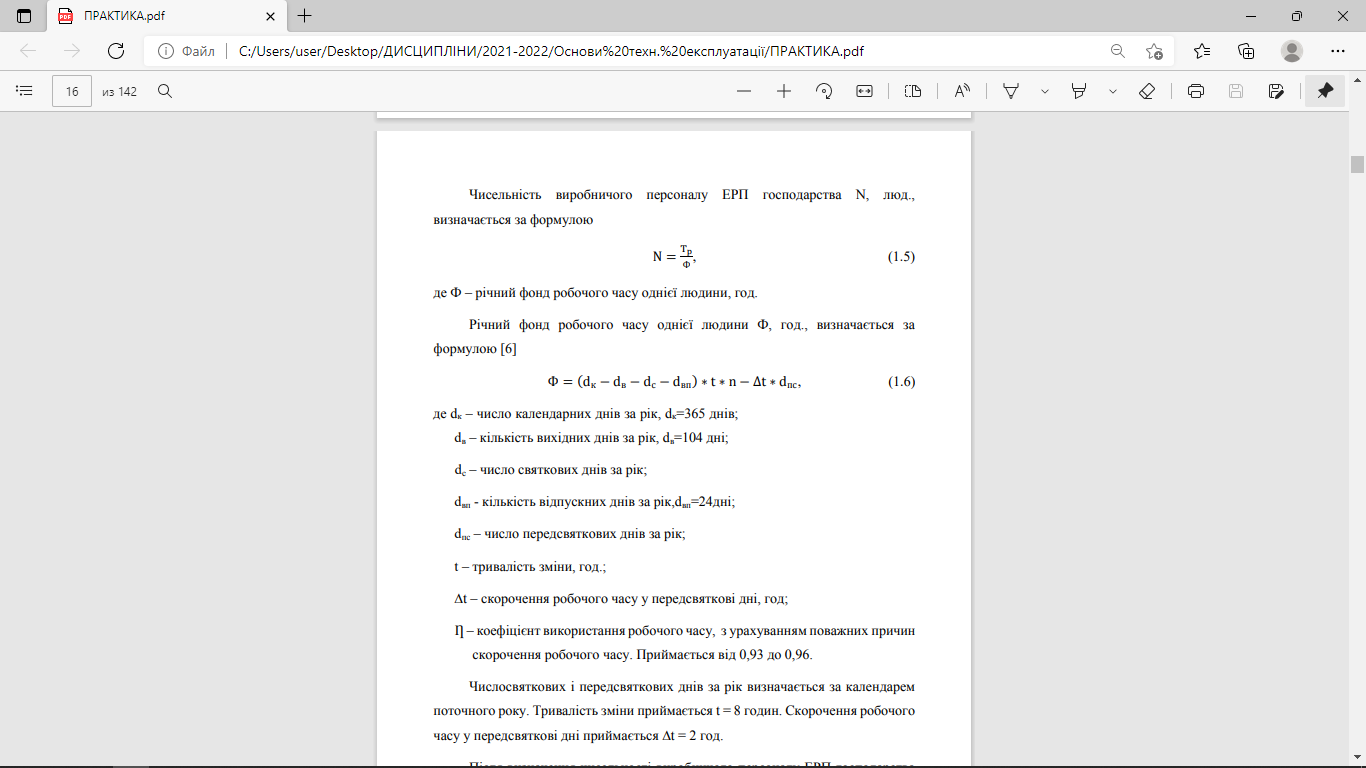 ПРАКТИКА.pdf
Файл
C:/Users/user/Desktop/ДИСЦИПЛІНИ/2021-2022/Основи%20техн.%20експлуатації/ПРАКТИКА.pdf
16 из 142
Чисельність виробничого персоналу ЕРП господарства N, люд.,
визначається за формулою
N = Тр/Ф, (1.5)
де Ф – річний фонд робочого часу однієї людини, год.
Річний фонд робочого часу однієї людини Ф, год., визначається за
формулою [6]
Ф = (dк − dв − dс − dвп) ∗ t ∗ n − Δt ∗ dпс, (1.6)
де dк – число календарних днів за рік, dк=365 днів;
dв – кількість вихідних днів за рік, dв=104 дні;
dс – число святкових днів за рік;
dвп - кількість відпускних днів за рік,dвп=24дні;
dпс – число передсвяткових днів за рік;
t – тривалість зміни, год.;
Δt – скорочення робочого часу у передсвяткові дні, год;
Ƞ – коефіцієнт використання робочого часу, з урахуванням поважних причин
скорочення робочого часу. Приймається від 0,93 до 0,96.
Числосвяткових і передсвяткових днів за рік визначається за календарем
поточного року. Тривалість зміни приймається t = 8 годин. Скорочення робочого
часу у передсвяткові дні приймається Δt = 2 год.